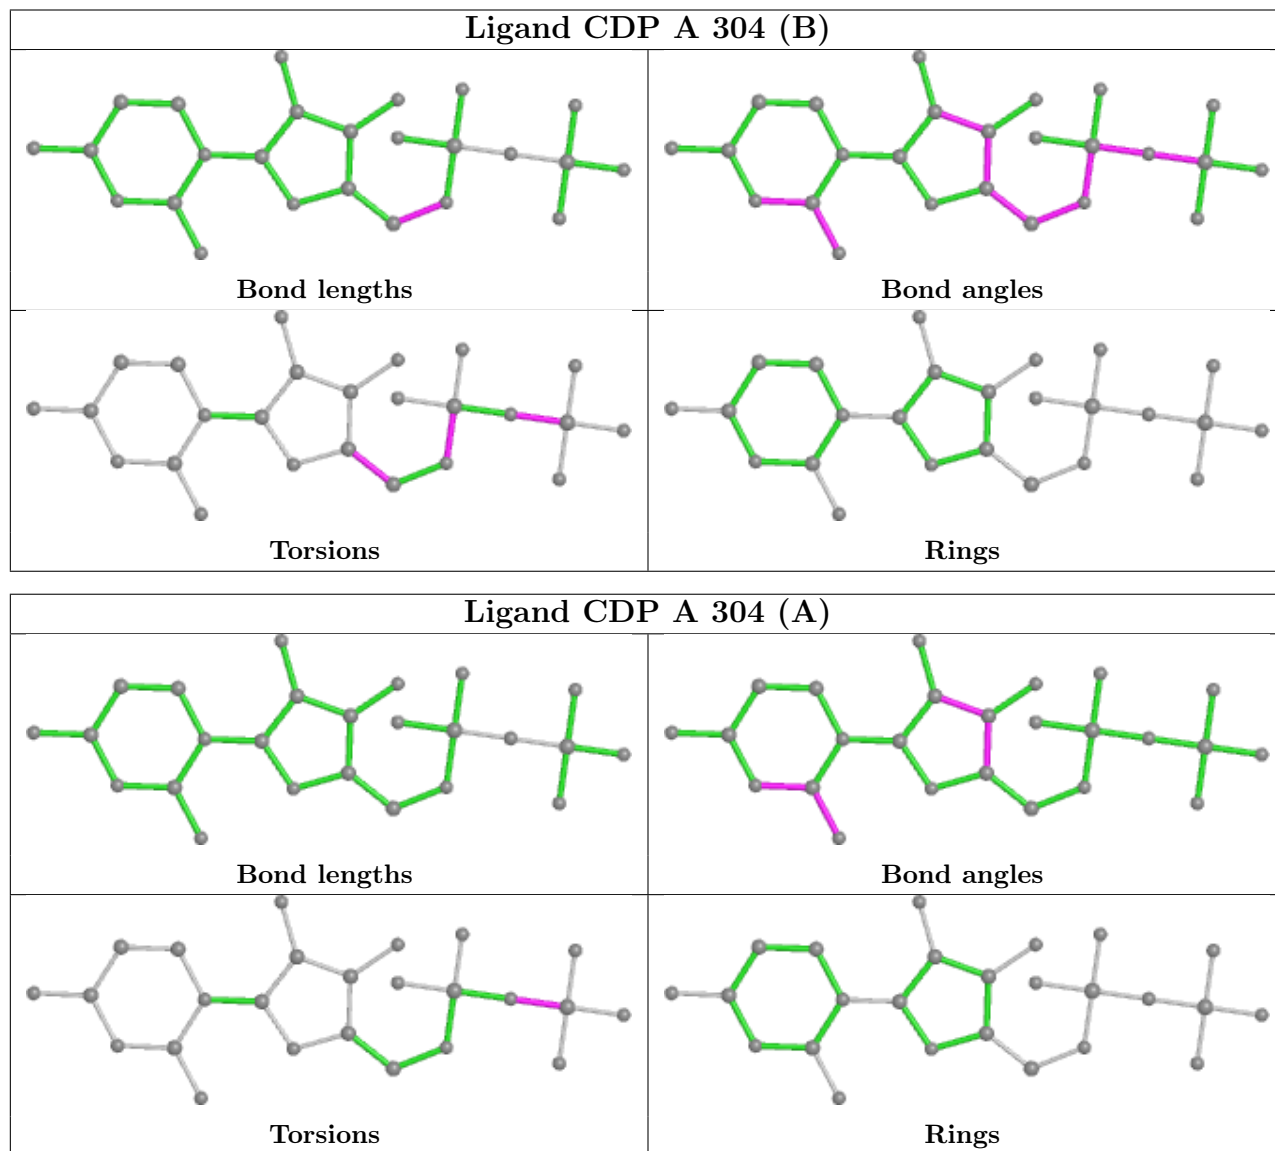 Ligand CDP A 304 (B)
Bond lengths
Bond angles
Torsions
Rings
Ligand CDP A 304 (A)
Bond lengths
Bond angles
Torsions
Rings